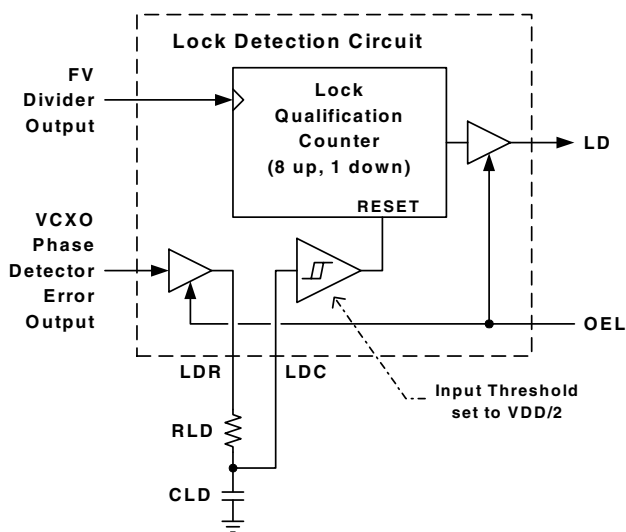 Lock Detection Circuit
FV
Divider
Output
Lock
Qualification
Counter
(8 up, 1 down)
RESET
LD
VCXO
Phase
Detector
Error
Output
OEL
LDR
LDC
Input Threshold
set to VDD/2
RLD
CLD